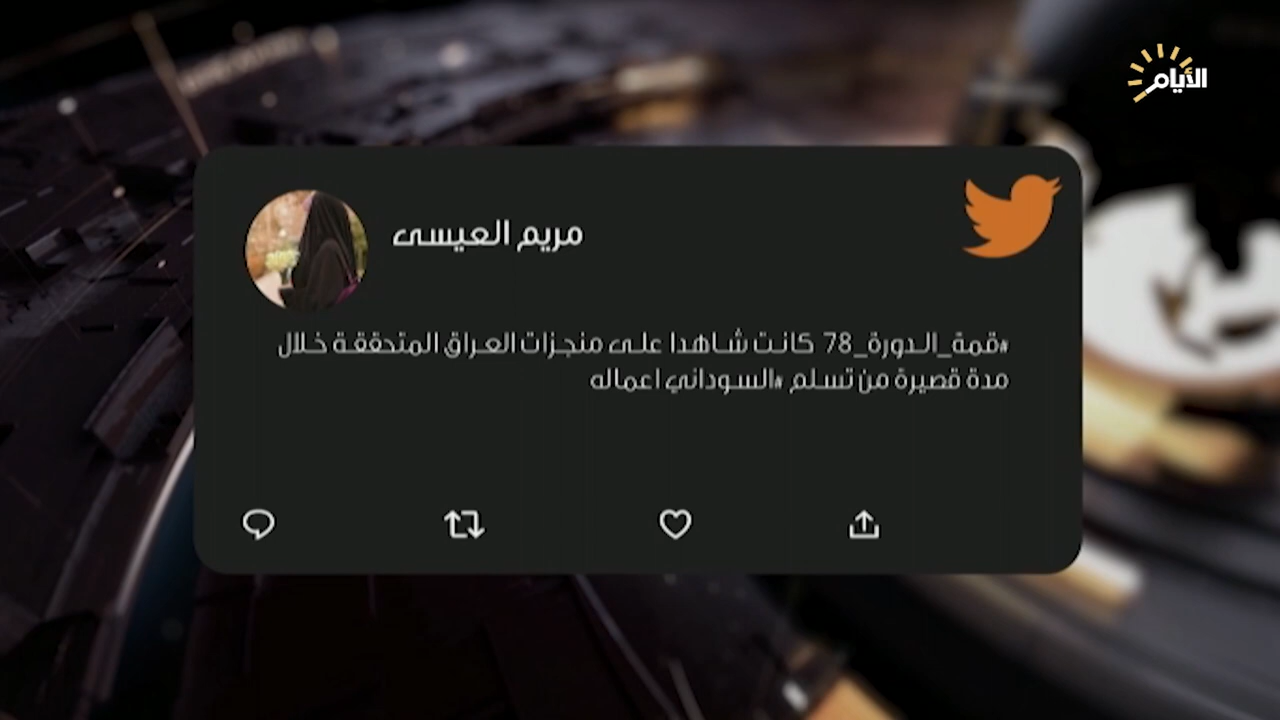 الأيام
مريم العيسى
#قمة_الدورة_78 كانت شاهدا على منجزات العراق المتحققة خلال
مدة قصيرة من تسلم #السوداني اعماله